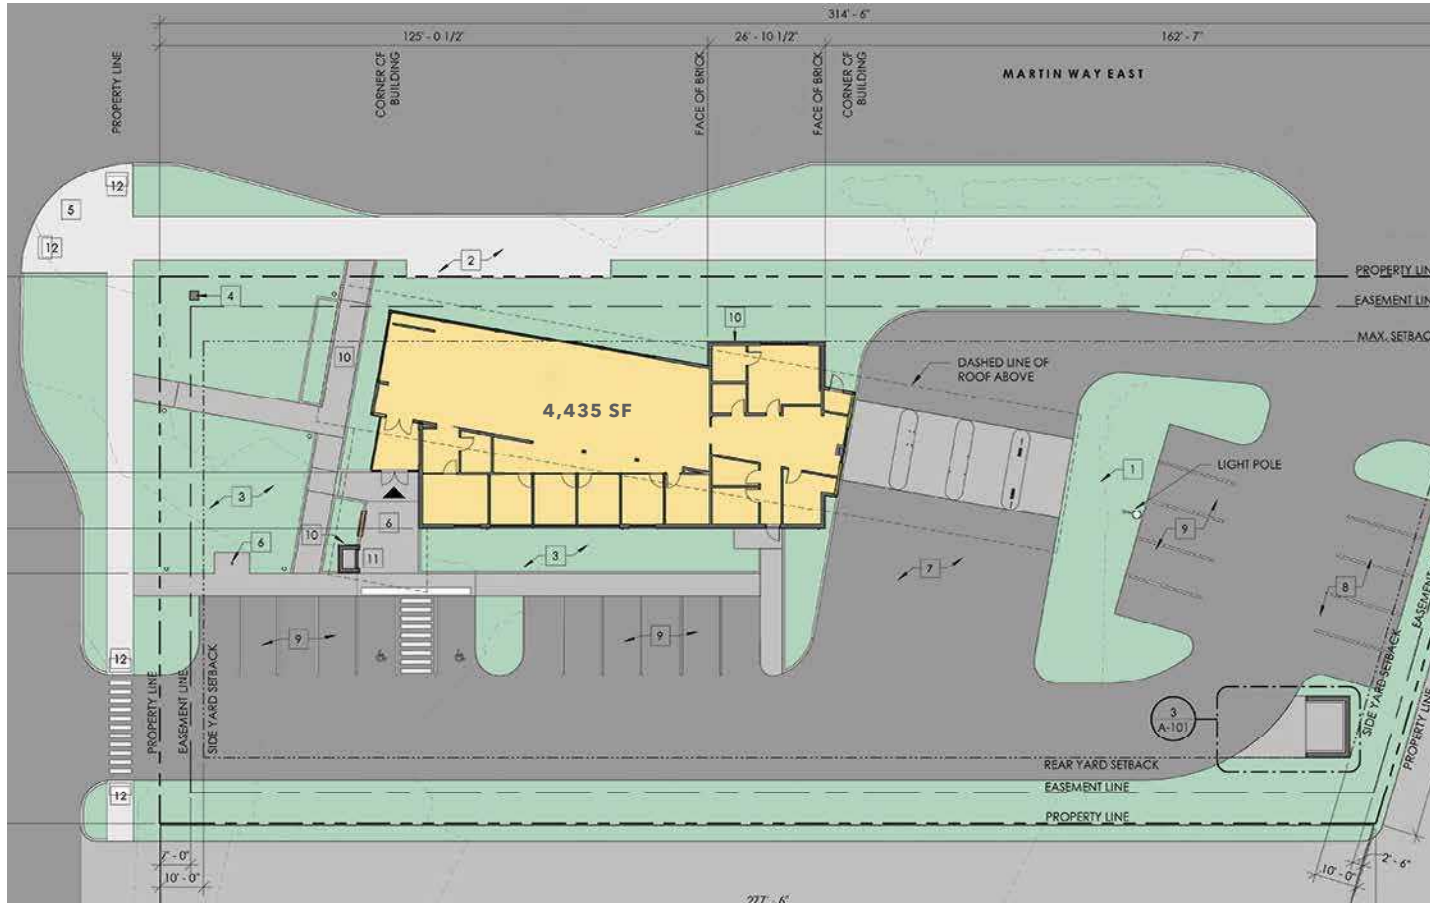 314' - 6"
125' - 0 1/2"
26' - 10 1/2"
162' - 7"
PROPERTY LINE
CORNER OF
BUILDING
FACE OF BRICK
FACE OF BRICK
CORNER OF
BUILDING
MARTIN WAY EAST
12
5
12
2
PROPERTY LIN
4
EASEMENT LIN
10
MAX. SETBAC
10
DASHED LINE OF
ROOF ABOVE
4,435 SF
1
LIGHT POLE
3
6
9
10
6
11
3
7
8
9
9
12
PROPERTY LINE
EASEMENT LINE
SIDE YARD SETBACK
EASEMENT
SIDE YARD SETBACK
PROPERTY LINE
3
A-101
REAR YARD SETBACK
EASEMENT LINE
12
PROPERTY LINE
7' - 0"
10' - 0"
2' - 6"
10' - 0"
277' - 6"